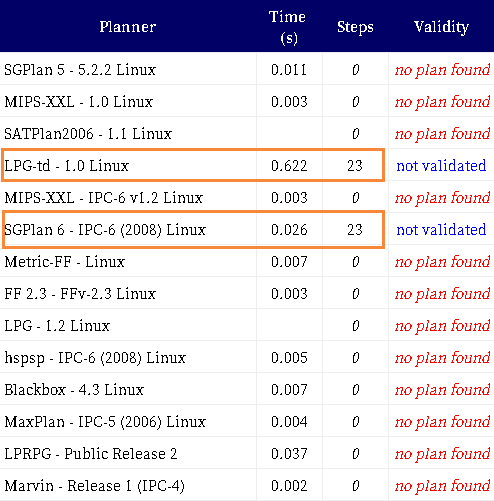 Planner Time (s) Steps Validity
SGPlan 5 - 5.2.2 Linux 0.011 0 no plan found
MIPS-XXL - 1.0 Linux 0.003 0 no plan found
SATPlan2006 - 1.1 Linux 0 no plan found
LPG-td - 1.0 Linux 0.622 23 not validated
MIPS-XXL - IPC-6 v1.2 Linux 0.003 0 no plan found
SGPlan 6 - IPC-6 (2008) Linux 0.026 23 not validated
Metric-FF - Linux 0.007 0 no plan found
FF 2.3 - FFv-2.3 Linux 0.003 0 no plan found
LPG - 1.2 Linux 0 no plan found
hspsp - IPC-6 (2008) Linux 0.005 0 no plan found
Blackbox - 4.3 Linux 0.007 0 no plan found
MaxPlan - IPC-5 (2006) Linux 0.004 0 no plan found
LPRPG - Public Release 2 0.037 0 no plan found
Marvin - Release 1 (IPC-4) 0.002 0 no plan found